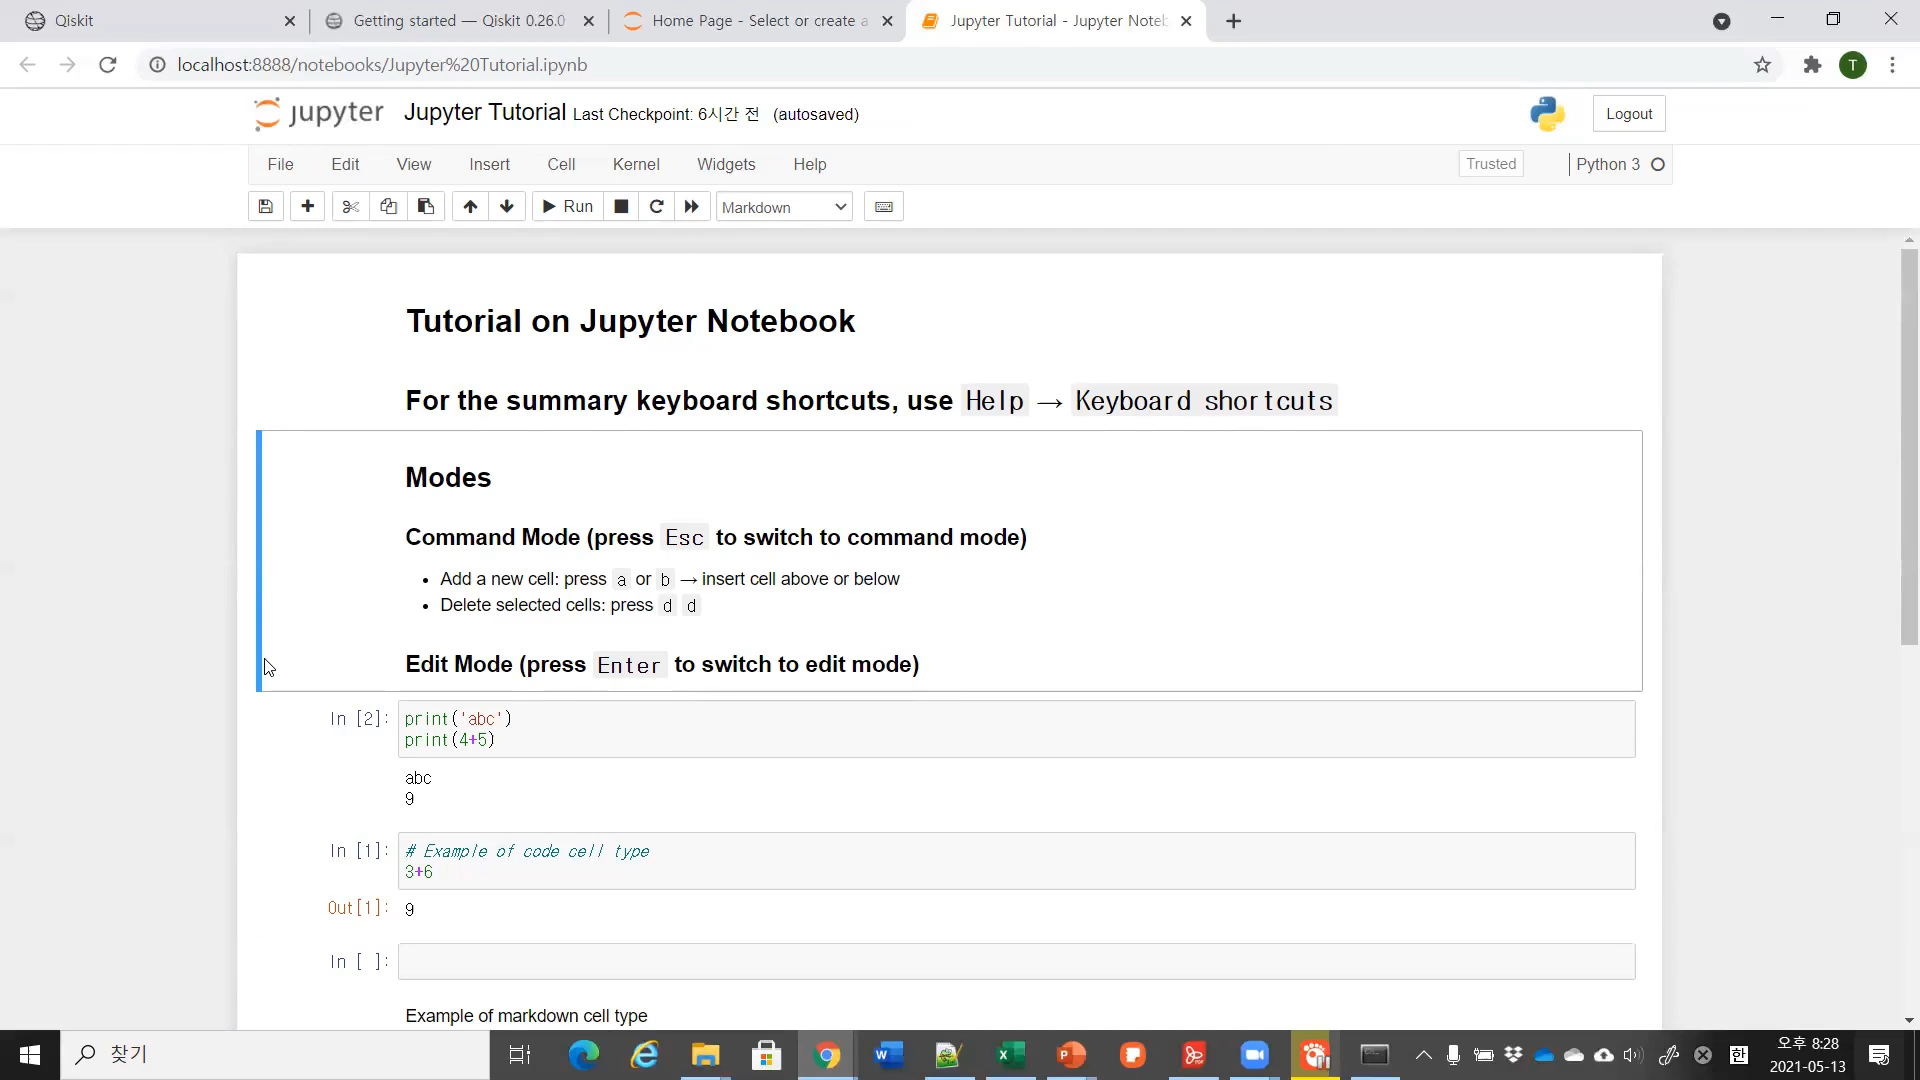 Qiskit
Getting started — Qiskit 0.26.0
Home Page - Select or create a
Jupyter Tutorial - Jupyter Noteb
localhost:8888/notebooks/Jupyter%20Tutorial.ipynb
T
jupyter Jupyter Tutorial Last Checkpoint: 6시간 전 (autosaved)
Logout
File Edit View Insert Cell Kernel Widgets Help
Trusted Python 3
Run Markdown
Tutorial on Jupyter Notebook
For the summary keyboard shortcuts, use Help → Keyboard shortcuts
Modes
Command Mode (press Esc to switch to command mode)
• Add a new cell: press a or b → insert cell above or below
• Delete selected cells: press d d
Edit Mode (press Enter to switch to edit mode)
In [2]: print('abc')
print(4+5)
abc
9
In [1]: # Example of code cell type
3+6
Out[1]: 9
In [ ]:
Example of markdown cell type
찾기
한
오후 8:28
2021-05-13